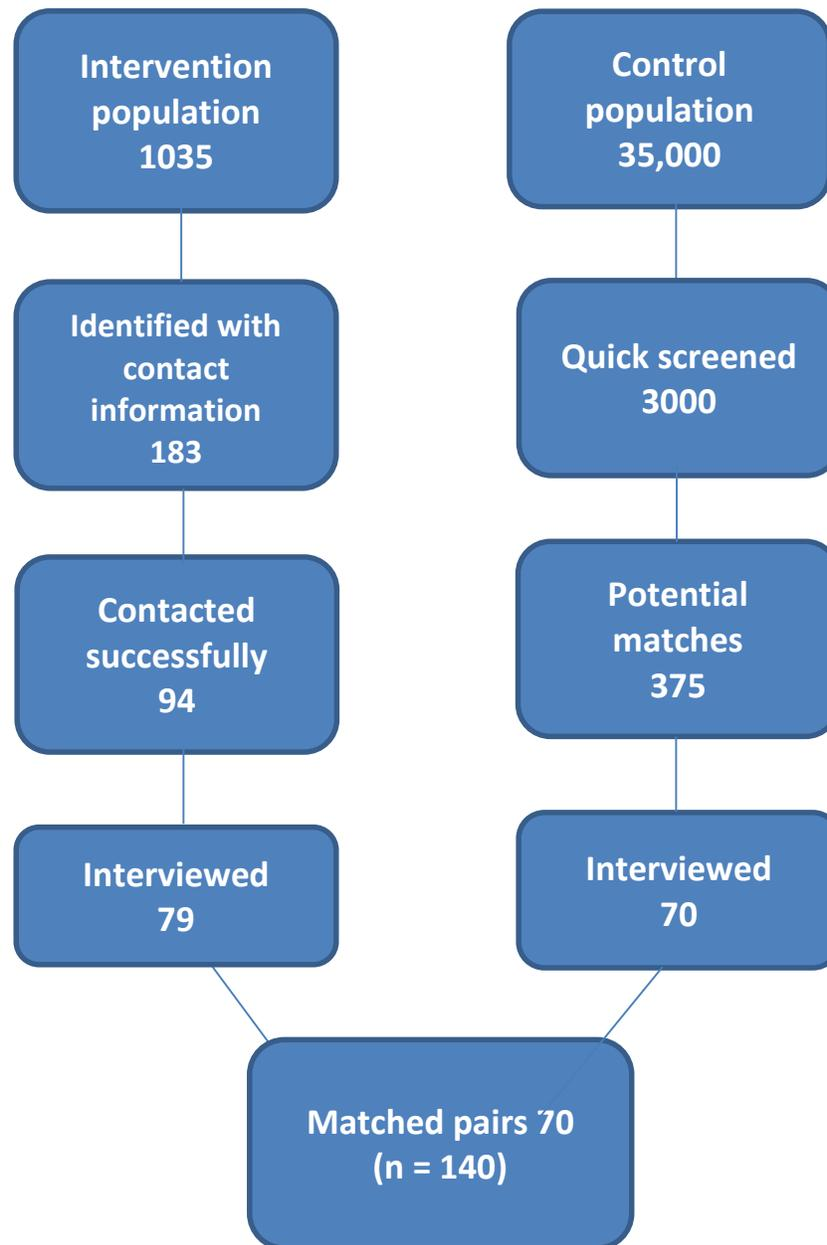 Intervention
population
1035
Control
population
35,000
Identified with
contact
information
183
Quick screened
3000
Contacted
successfully
94
Potential
matches
375
Interviewed
79
Interviewed
70
Matched pairs 70
(n = 140)